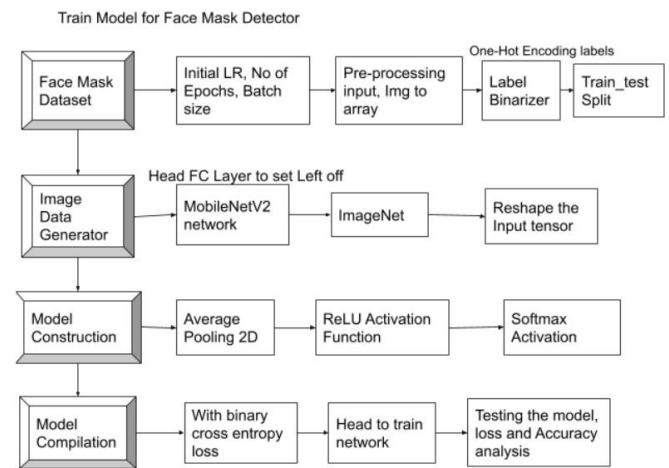 Train Model for Face Mask Detector
One-Hot Encoding labels
Face Mask
Dataset
Initial LR, No of
Epochs, Batch
size
Pre-processing
input, Img to
array
Label
Binarizer
Train_test
Split
Head FC Layer to set Left off
Image
Data
Generator
MobileNetV2
network
ImageNet
Reshape the
Input tensor
Model
Construction
Average
Pooling 2D
ReLU Activation
Function
Softmax
Activation
Model
Compilation
With binary
cross entropy
loss
Head to train
network
Testing the model,
loss and Accuracy
analysis